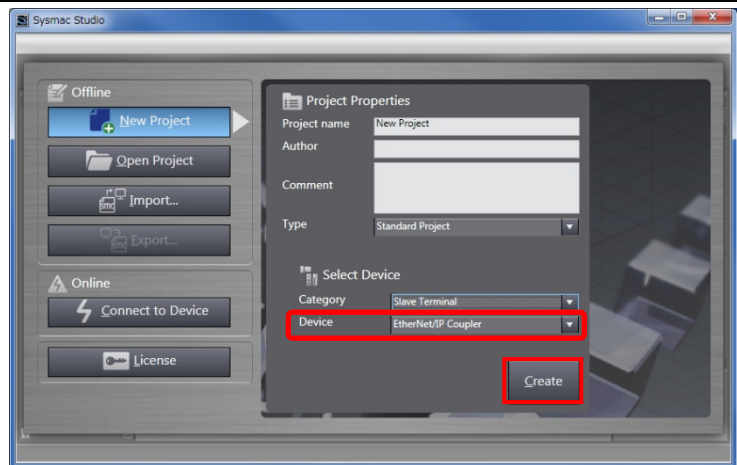 Sysmac Studio
Offline
New Project
Open Project
Import...
Export...
Online
Connect to Device
License
Project Properties
Project name New Project
Author
Comment
Type Standard Project
Select Device
Category Slave Terminal
Device EtherNet/IP Coupler
Create